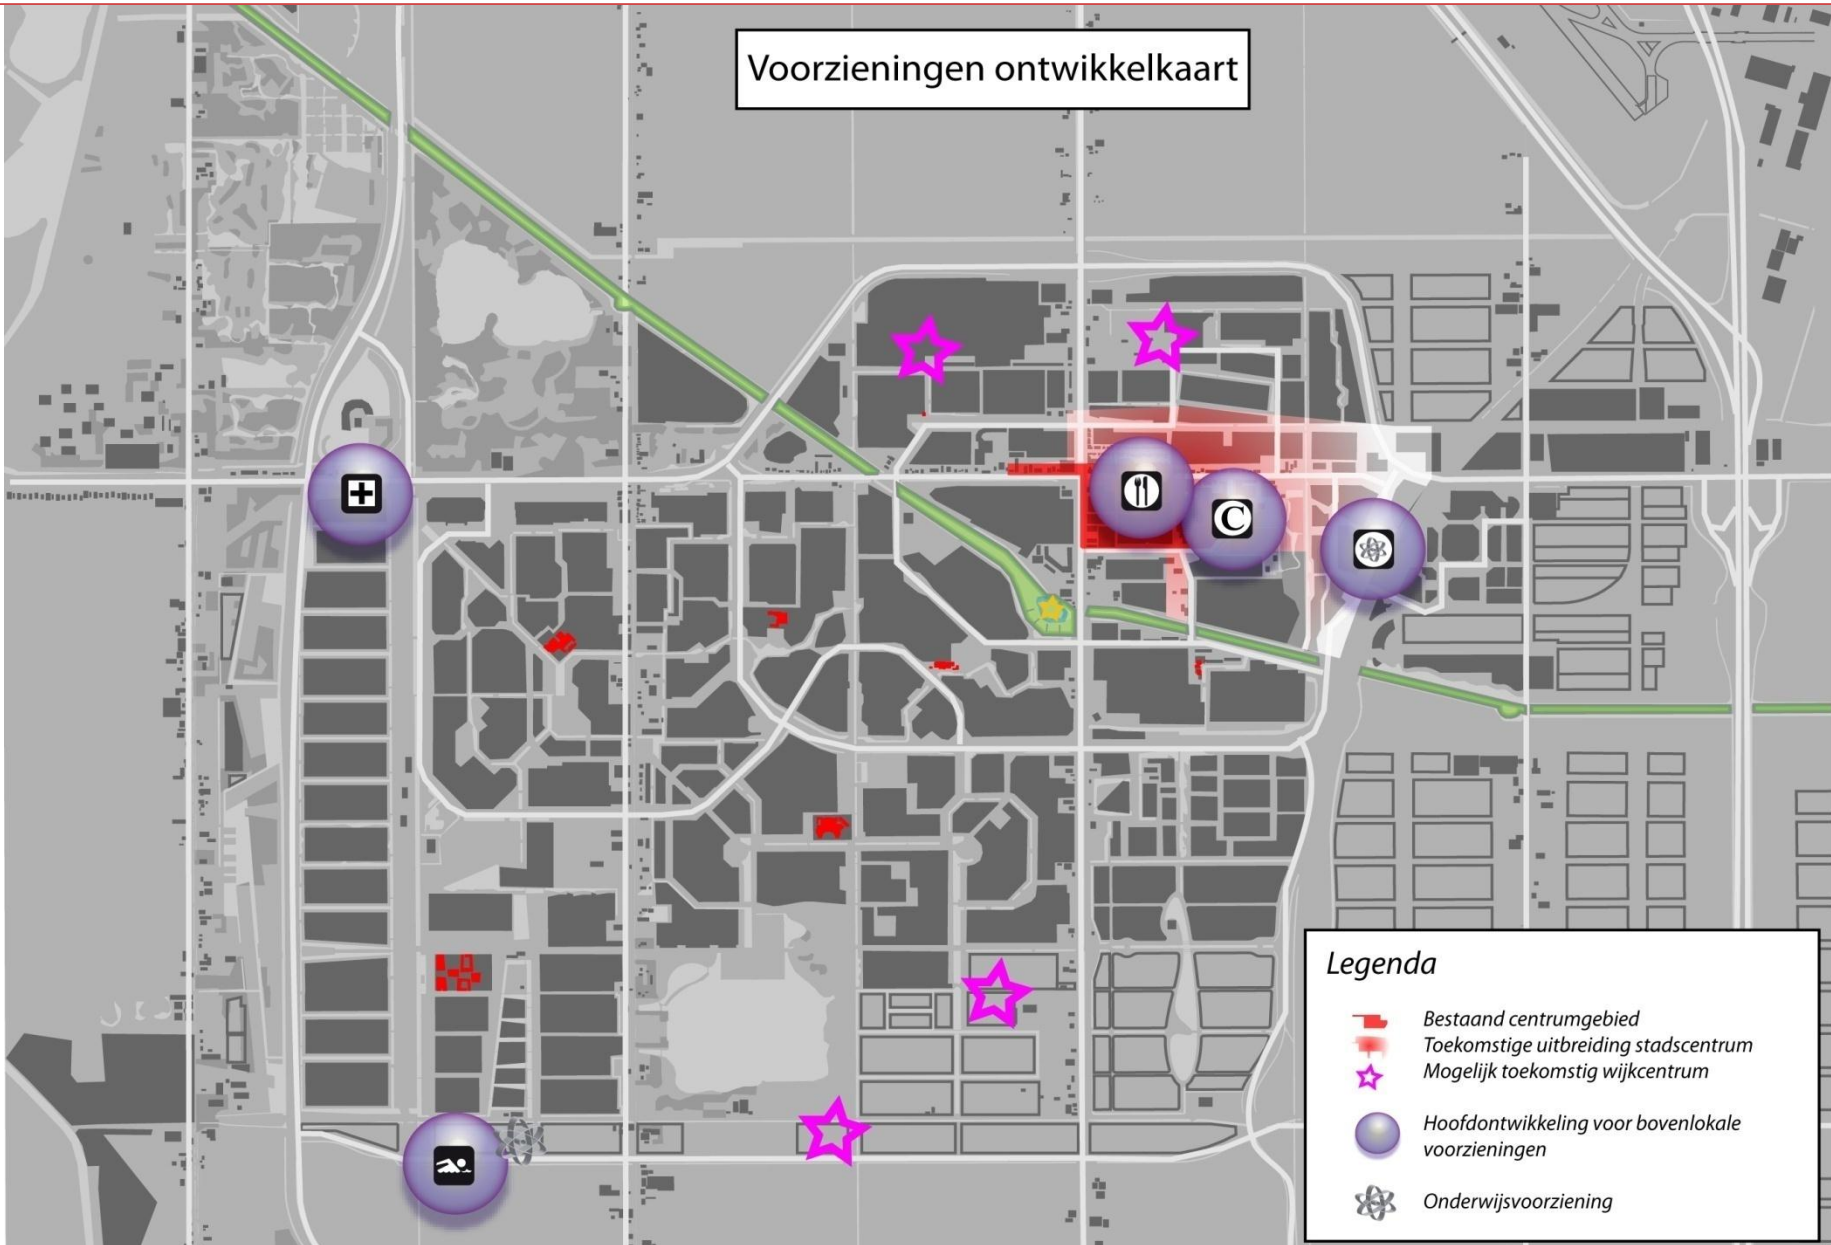 Voorzieningen ontwikkelkaart
C
Legenda
Bestaand centrumgebied
Toekomstige uitbreiding stadscentrum
Mogelijk toekomstig wijkcentrum
Hoofdontwikkeling voor bovenlokale
voorzieningen
Onderwijsvoorziening